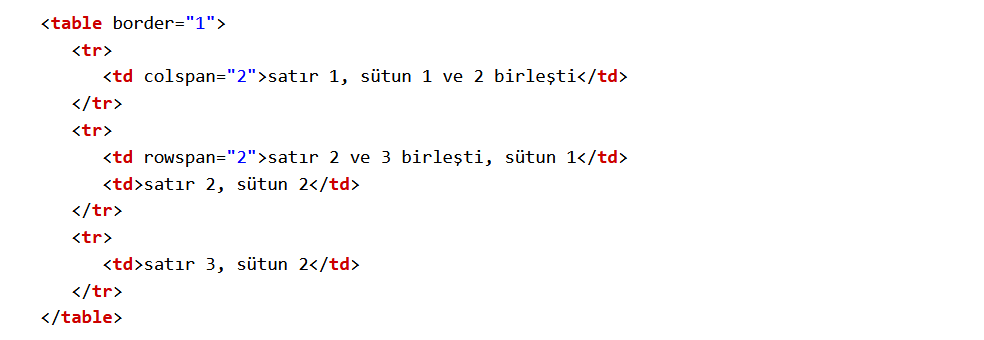 <table border="1">
<tr>
<td colspan="2">satır 1, sütun 1 ve 2 birleşti</td>
</tr>
<tr>
<td rowspan="2">satır 2 ve 3 birleşti, sütun 1</td>
<td>satır 2, sütun 2</td>
</tr>
<tr>
<td>satır 3, sütun 2</td>
</tr>
</table>